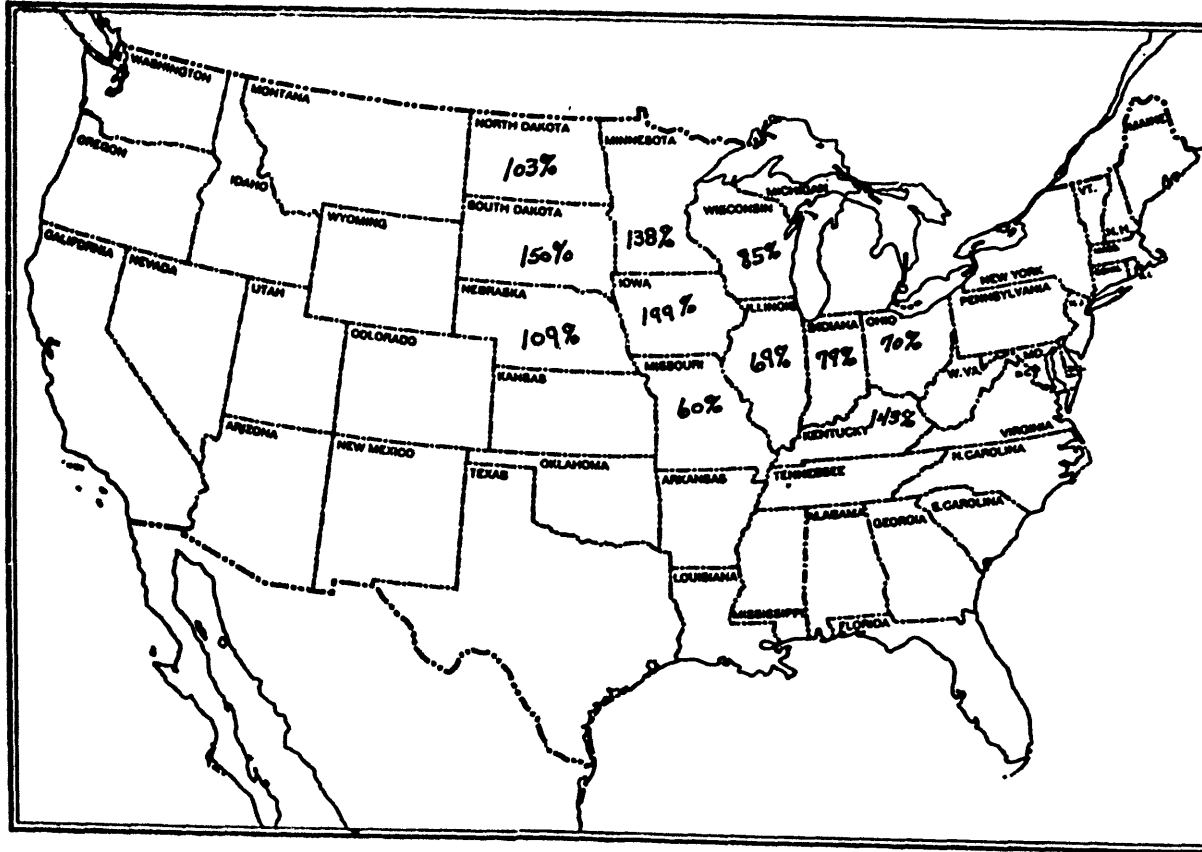 WASHINGTON
MONTANA
NORTH DAKOTA
103%
MINNESOTA
138%
MAINE
OREGON
IDAHO
WYOMING
SOUTH DAKOTA
150%
WISCONSIN
85%
MICHIGAN
VT.
N.H.
CALIFORNIA
NEVADA
UTAH
NEBRASKA
109%
IOWA
199%
ILLINOIS
69%
INDIANA
79%
OHIO
70%
NEW YORK
PENNSYLVANIA
COLORADO
KANSAS
MISSOURI
60%
KENTUCKY
W.VA.
MD.
VIRGINIA
ARIZONA
NEW MEXICO
TEXAS
OKLAHOMA
ARKANSAS
TENNESSEE
N.CAROLINA
S.CAROLINA
ALABAMA
GEORGIA
LOUISIANA
MISSISSIPPI
FLORIDA